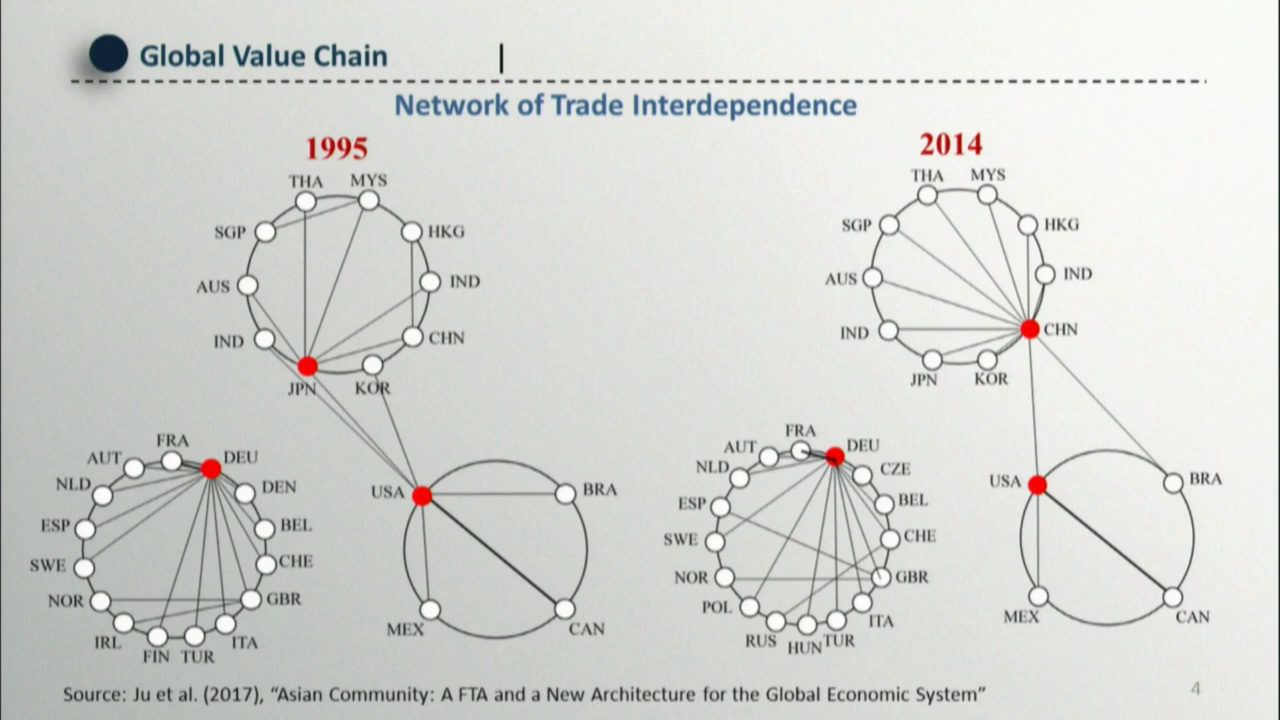 Global Value Chain
Network of Trade Interdependence
1995
THA MYS
SGP
HKG
AUS
IND
IND
CHN
JPN
KOR
FRA
AUT
DEU
NLD
DEN
ESP
BEL
SWE
CHE
NOR
GBR
IRL
ITA
FIN TUR
USA
BRA
MEX
CAN
2014
THA MYS
SGP
HKG
AUS
IND
IND
CHN
JPN
KOR
FRA
AUT
DEU
NLD
CZE
ESP
BEL
SWE
CHE
NOR
GBR
POL
ITA
RUS
HUN
TUR
USA
BRA
MEX
CAN
Source: Ju et al. (2017), “Asian Community: A FTA and a New Architecture for the Global Economic System”
4